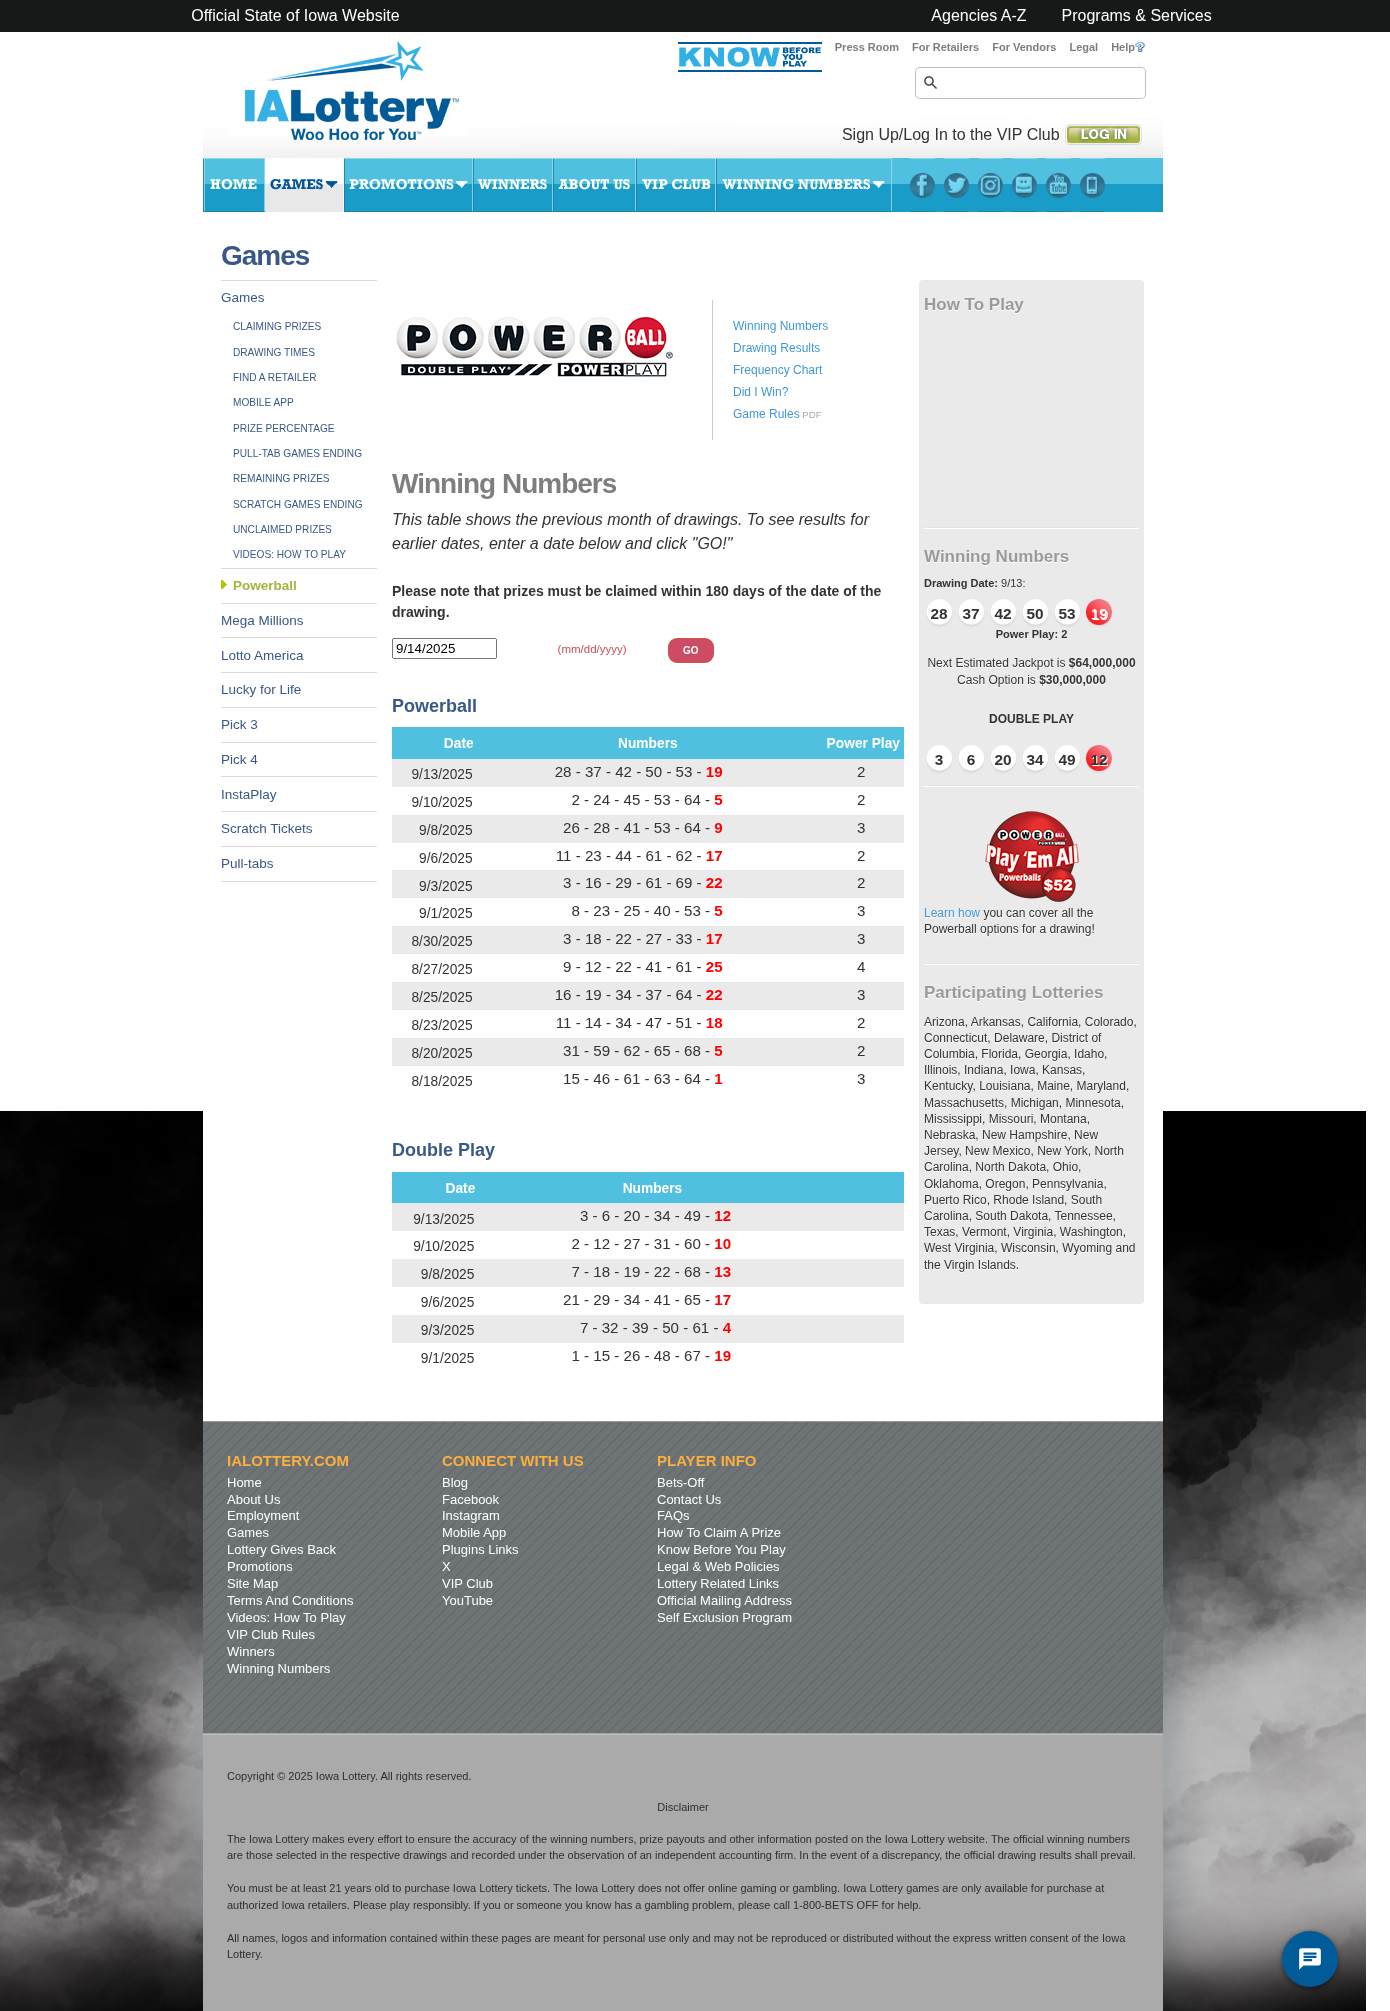 Official State of Iowa Website
Agencies A-Z Programs & Services
KNOW BEFORE YOU PLAY
Press Room For Retailers For Vendors Legal Help?
IALottery™
Woo Hoo for You℠
Sign Up/Log In to the VIP Club LOG IN
HOME GAMES PROMOTIONS WINNERS ABOUT US VIP CLUB WINNING NUMBERS
You Tube
Games
Games
CLAIMING PRIZES
DRAWING TIMES
FIND A RETAILER
MOBILE APP
PRIZE PERCENTAGE
PULL-TAB GAMES ENDING
REMAINING PRIZES
SCRATCH GAMES ENDING
UNCLAIMED PRIZES
VIDEOS: HOW TO PLAY
Powerball
Mega Millions
Lotto America
Lucky for Life
Pick 3
Pick 4
InstaPlay
Scratch Tickets
Pull-tabs
POWER BALL®
DOUBLE PLAY® POWERPLAY
Winning Numbers
Drawing Results
Frequency Chart
Did I Win?
Game Rules PDF
Winning Numbers
This table shows the previous month of drawings. To see results for
earlier dates, enter a date below and click "GO!"
Please note that prizes must be claimed within 180 days of the date of the
drawing.
9/14/2025 (mm/dd/yyyy) GO
Powerball
Date Numbers Power Play
9/13/2025 28 - 37 - 42 - 50 - 53 - 19 2
9/10/2025 2 - 24 - 45 - 53 - 64 - 5 2
9/8/2025 26 - 28 - 41 - 53 - 64 - 9 3
9/6/2025 11 - 23 - 44 - 61 - 62 - 17 2
9/3/2025 3 - 16 - 29 - 61 - 69 - 22 2
9/1/2025 8 - 23 - 25 - 40 - 53 - 5 3
8/30/2025 3 - 18 - 22 - 27 - 33 - 17 3
8/27/2025 9 - 12 - 22 - 41 - 61 - 25 4
8/25/2025 16 - 19 - 34 - 37 - 64 - 22 3
8/23/2025 11 - 14 - 34 - 47 - 51 - 18 2
8/20/2025 31 - 59 - 62 - 65 - 68 - 5 2
8/18/2025 15 - 46 - 61 - 63 - 64 - 1 3
Double Play
Date Numbers
9/13/2025 3 - 6 - 20 - 34 - 49 - 12
9/10/2025 2 - 12 - 27 - 31 - 60 - 10
9/8/2025 7 - 18 - 19 - 22 - 68 - 13
9/6/2025 21 - 29 - 34 - 41 - 65 - 17
9/3/2025 7 - 32 - 39 - 50 - 61 - 4
9/1/2025 1 - 15 - 26 - 48 - 67 - 19
How To Play
Winning Numbers
Drawing Date: 9/13:
28 37 42 50 53 19
Power Play: 2
Next Estimated Jackpot is $64,000,000
Cash Option is $30,000,000
DOUBLE PLAY
3 6 20 34 49 12
POWER BALL
POWERPLAY
Play 'Em All
Powerballs $52
Learn how you can cover all the
Powerball options for a drawing!
Participating Lotteries
Arizona, Arkansas, California, Colorado,
Connecticut, Delaware, District of
Columbia, Florida, Georgia, Idaho,
Illinois, Indiana, Iowa, Kansas,
Kentucky, Louisiana, Maine, Maryland,
Massachusetts, Michigan, Minnesota,
Mississippi, Missouri, Montana,
Nebraska, New Hampshire, New
Jersey, New Mexico, New York, North
Carolina, North Dakota, Ohio,
Oklahoma, Oregon, Pennsylvania,
Puerto Rico, Rhode Island, South
Carolina, South Dakota, Tennessee,
Texas, Vermont, Virginia, Washington,
West Virginia, Wisconsin, Wyoming and
the Virgin Islands.
IALOTTERY.COM
Home
About Us
Employment
Games
Lottery Gives Back
Promotions
Site Map
Terms And Conditions
Videos: How To Play
VIP Club Rules
Winners
Winning Numbers
CONNECT WITH US
Blog
Facebook
Instagram
Mobile App
Plugins Links
X
VIP Club
YouTube
PLAYER INFO
Bets-Off
Contact Us
FAQs
How To Claim A Prize
Know Before You Play
Legal & Web Policies
Lottery Related Links
Official Mailing Address
Self Exclusion Program
Copyright © 2025 Iowa Lottery. All rights reserved.
Disclaimer
The Iowa Lottery makes every effort to ensure the accuracy of the winning numbers, prize payouts and other information posted on the Iowa Lottery website. The official winning numbers
are those selected in the respective drawings and recorded under the observation of an independent accounting firm. In the event of a discrepancy, the official drawing results shall prevail.
You must be at least 21 years old to purchase Iowa Lottery tickets. The Iowa Lottery does not offer online gaming or gambling. Iowa Lottery games are only available for purchase at
authorized Iowa retailers. Please play responsibly. If you or someone you know has a gambling problem, please call 1-800-BETS OFF for help.
All names, logos and information contained within these pages are meant for personal use only and may not be reproduced or distributed without the express written consent of the Iowa
Lottery.